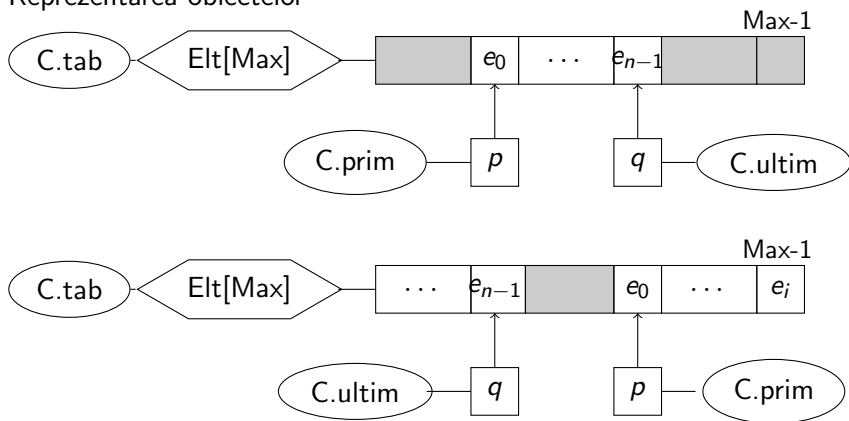 Reprezentarea obiectelor
Max-1
C.tab Elt[Max] e0 ··· en−1
C.prim p q C.ultim
Max-1
C.tab Elt[Max] ··· en−1 e0 ··· ei
C.ultim q p C.prim